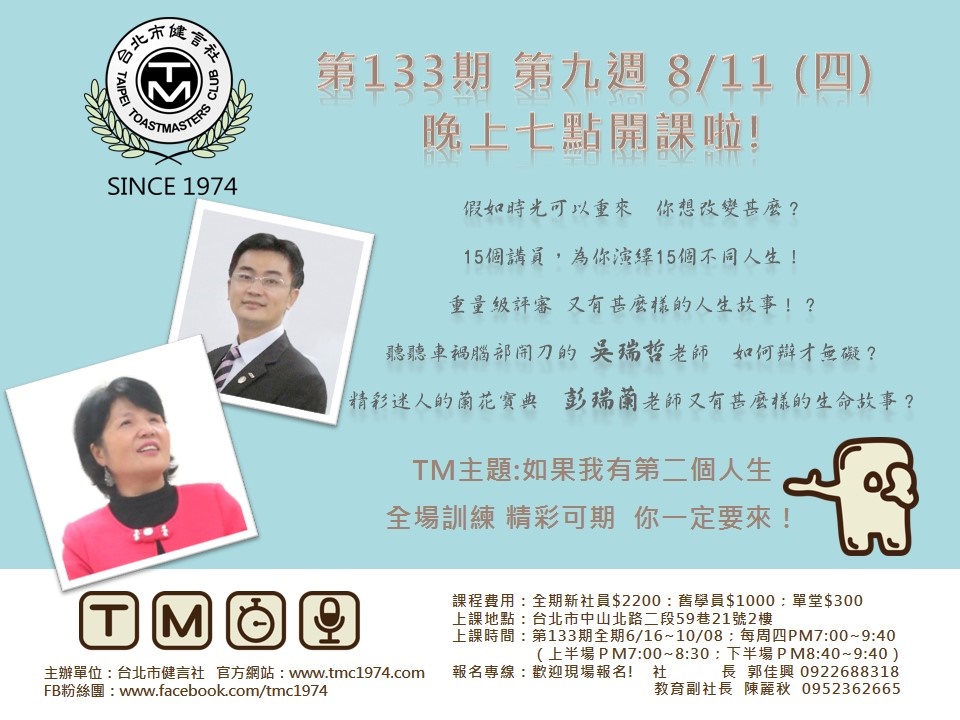 台北市健言社
TAIPEI TOASTMASTERS CLUB
TM
SINCE 1974
第133期 第九週 8/11 (四)
晚上七點開課啦!
假如時光可以重來 你想改變甚麼？
15個講員，為你演繹15個不同人生！
重量級評審 又有甚麼樣的人生故事！？
聽聽車禍腦部開刀的 吳瑞哲老師 如何辯才無礙？
精彩迷人的蘭花寶典 彭瑞蘭老師又有甚麼樣的生命故事？
TM主題:如果我有第二個人生
全場訓練 精彩可期 你一定要來！
T M
主辦單位：台北市健言社 官方網站：www.tmc1974.com
FB粉絲團：www.facebook.com/tmc1974
課程費用：全期新社員$2200：舊學員$1000：單堂$300
上課地點：台北市中山北路二段59巷21號2樓
上課時間：第133期全期6/16~10/08；每周四PM7:00~9:40
(上半場ＰM7:00~8:30；下半場ＰM8:40~9:40)
報名專線：歡迎現場報名! 社 長 郭佳興 0922688318
教育副社長 陳麗秋 0952362665